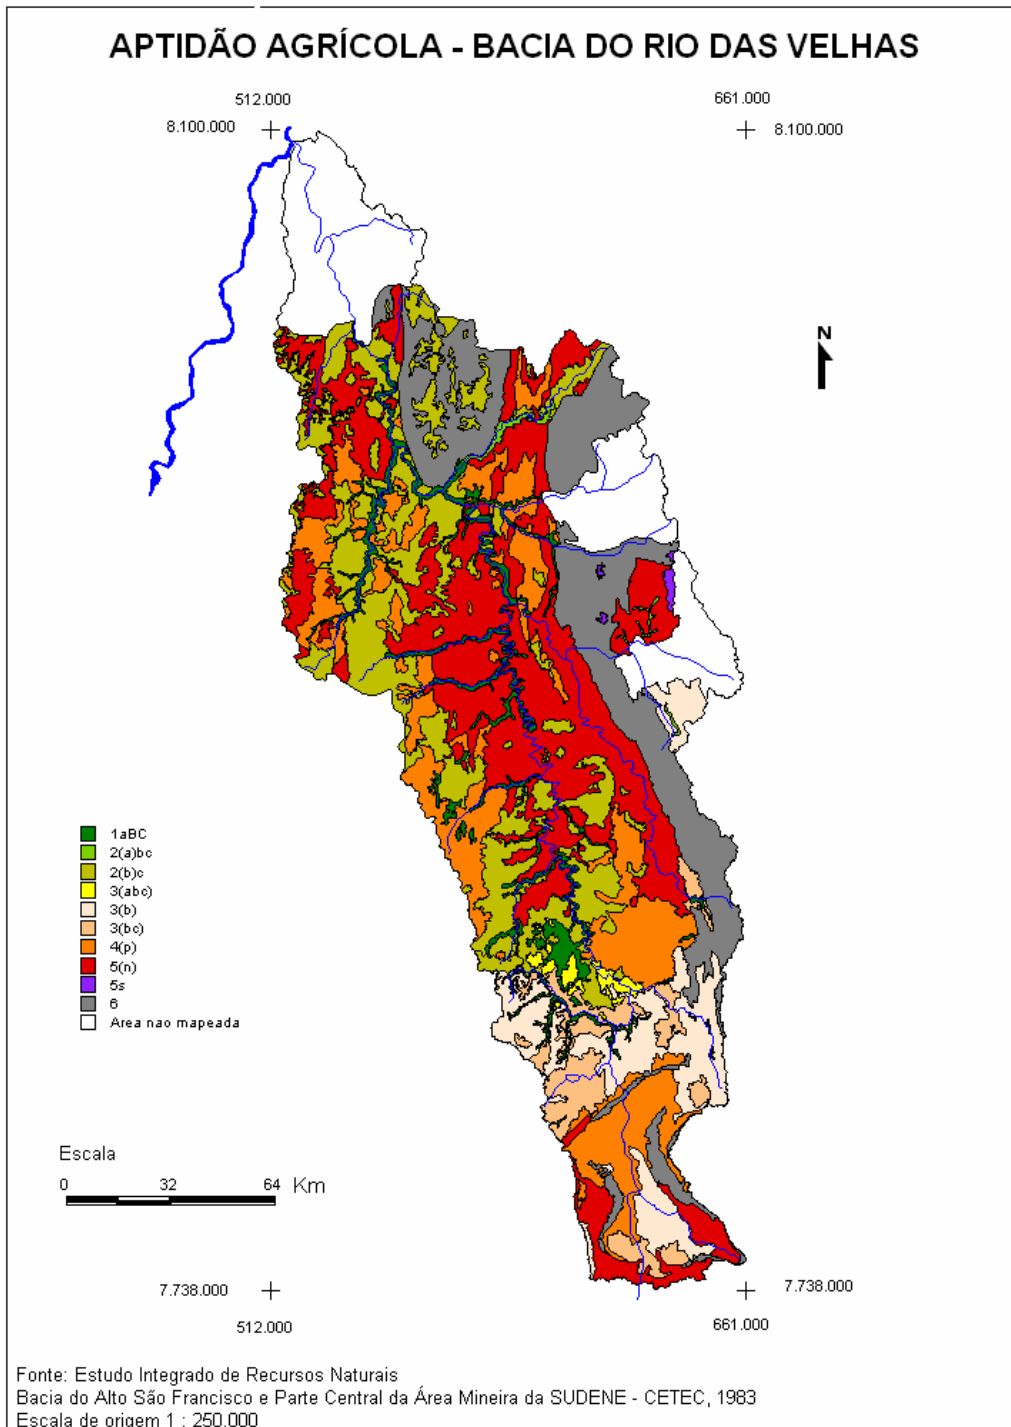 APTIDÃO AGRÍCOLA - BACIA DO RIO DAS VELHAS
512.000 661.000
8.100.000 8.100.000
N
1aBC
2(a)bc
2(b)c
3(abc)
3(b)
3(bc)
4(p)
5(n)
5s
6
Area nao mapeada
Escala
0 32 64 Km
7.738.000 7.738.000
512.000 661.000
Fonte: Estudo Integrado de Recursos Naturais
Bacia do Alto São Francisco e Parte Central da Área Mineira da SUDENE - CETEC, 1983
Escala de origem 1 : 250.000